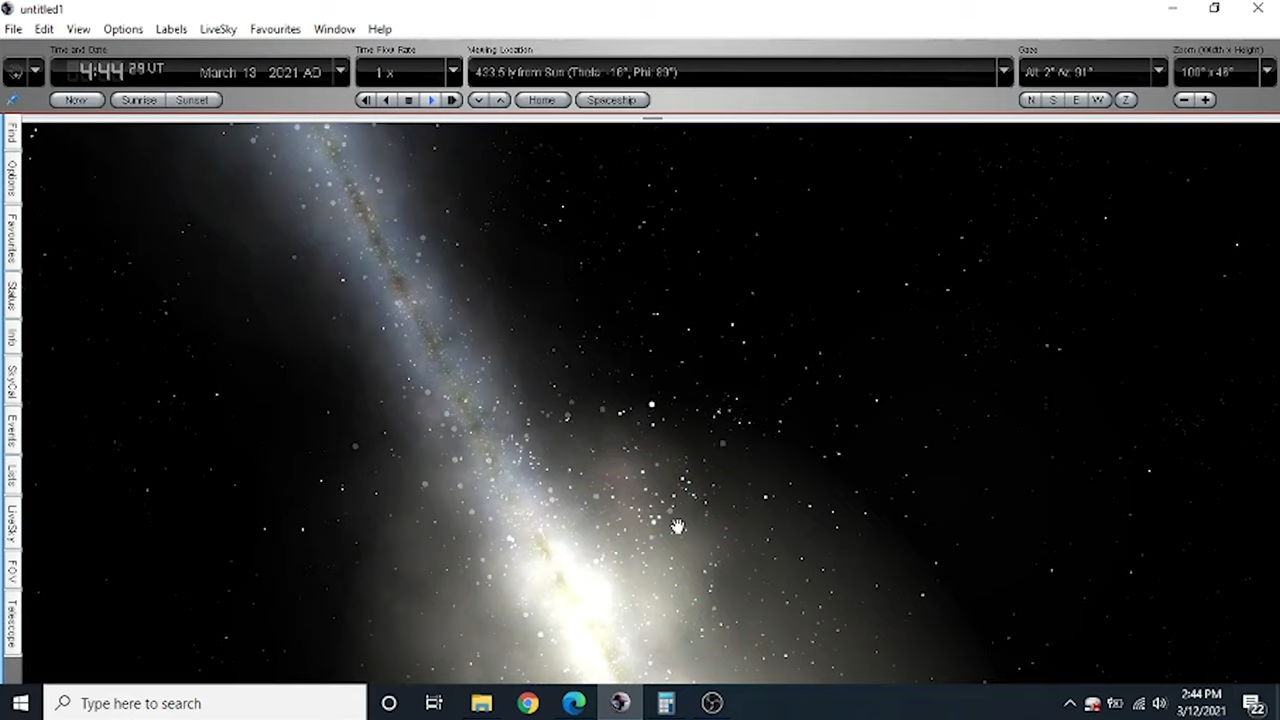 untitled1
File Edit View Options Labels LiveSky Favourites Window Help
Time and Date Time Flow Rate Viewing Location Gaze Zoom (Width x Height)
4:44 29 UT March 13 2021 AD 1 x 433.5 ly from Sun (Theta: -16°, Phi: 89°) Alt: 2° Az: 91° 100° x 48°
Now Sunrise Sunset Home Spaceship N S E W Z
Find
Options
Favourites
Status
Info
SkyCal
Events
Lists
LiveSky
FOV
Telescope
Type here to search
2:44 PM
3/12/2021
22